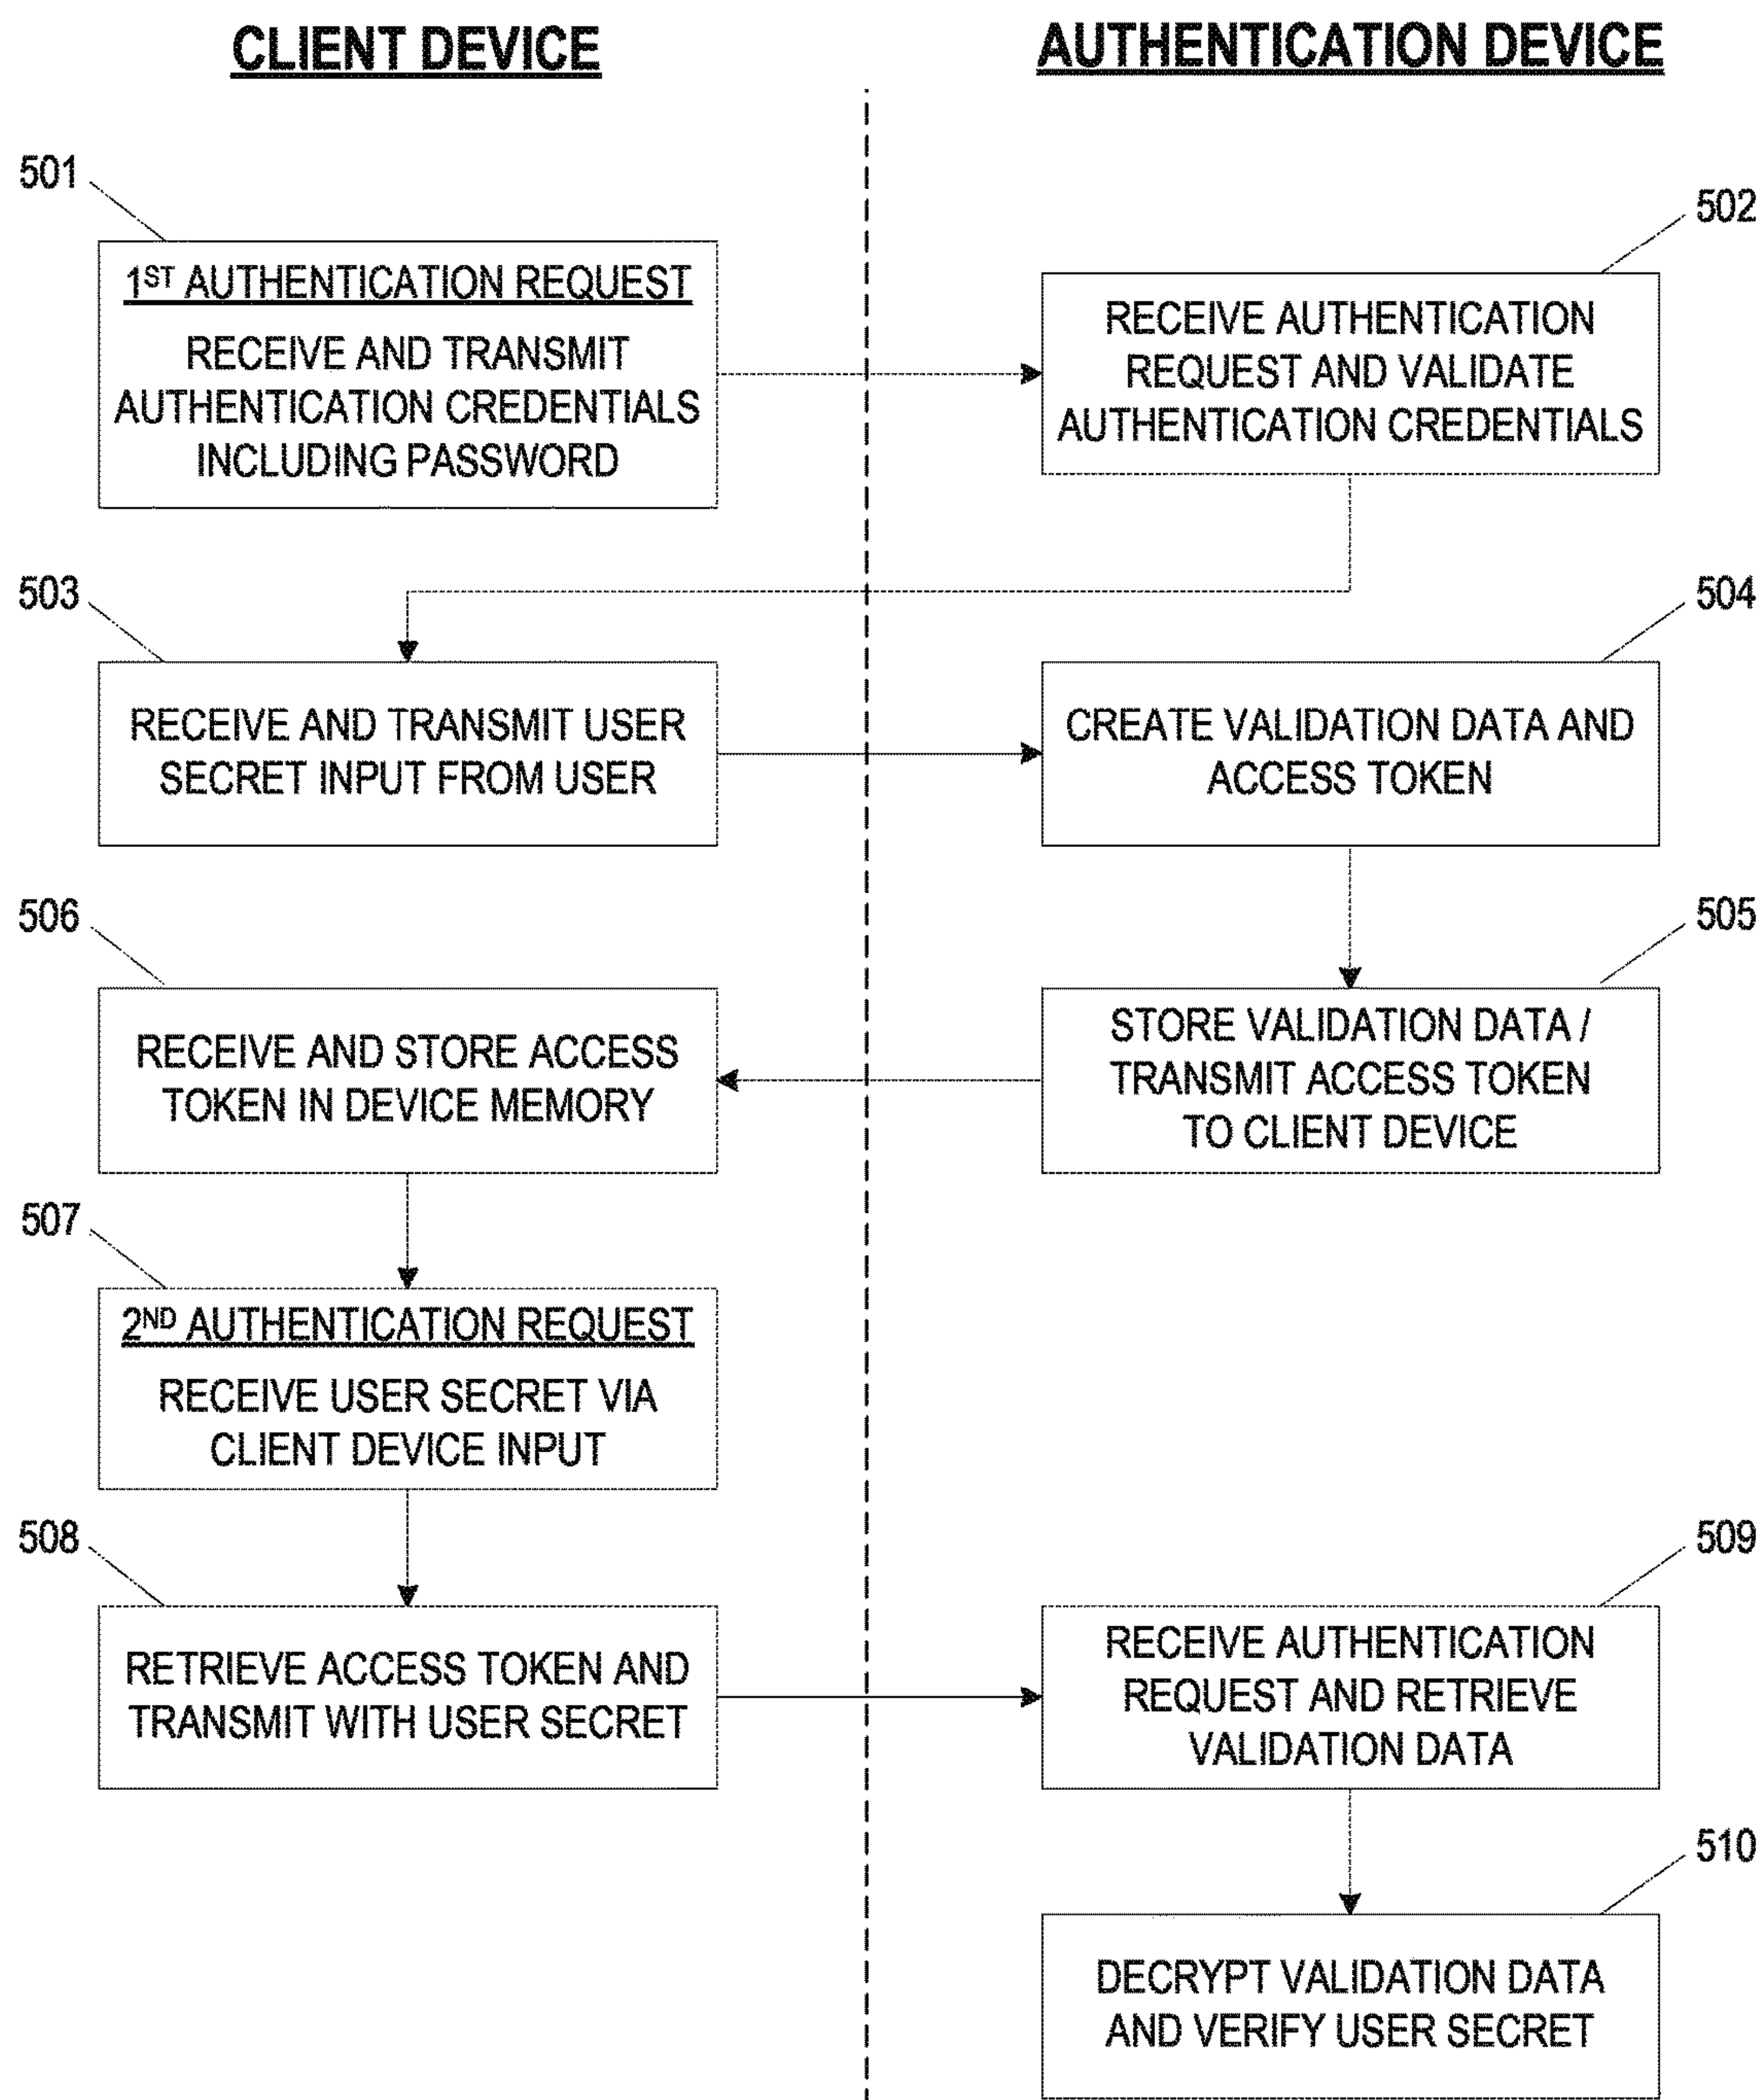 CLIENT DEVICE
AUTHENTICATION DEVICE
501
1ST AUTHENTICATION REQUEST
RECEIVE AND TRANSMIT
AUTHENTICATION CREDENTIALS
INCLUDING PASSWORD
502
RECEIVE AUTHENTICATION
REQUEST AND VALIDATE
AUTHENTICATION CREDENTIALS
503
RECEIVE AND TRANSMIT USER
SECRET INPUT FROM USER
504
CREATE VALIDATION DATA AND
ACCESS TOKEN
506
RECEIVE AND STORE ACCESS
TOKEN IN DEVICE MEMORY
505
STORE VALIDATION DATA /
TRANSMIT ACCESS TOKEN
TO CLIENT DEVICE
507
2ND AUTHENTICATION REQUEST
RECEIVE USER SECRET VIA
CLIENT DEVICE INPUT
508
RETRIEVE ACCESS TOKEN AND
TRANSMIT WITH USER SECRET
509
RECEIVE AUTHENTICATION
REQUEST AND RETRIEVE
VALIDATION DATA
510
DECRYPT VALIDATION DATA
AND VERIFY USER SECRET